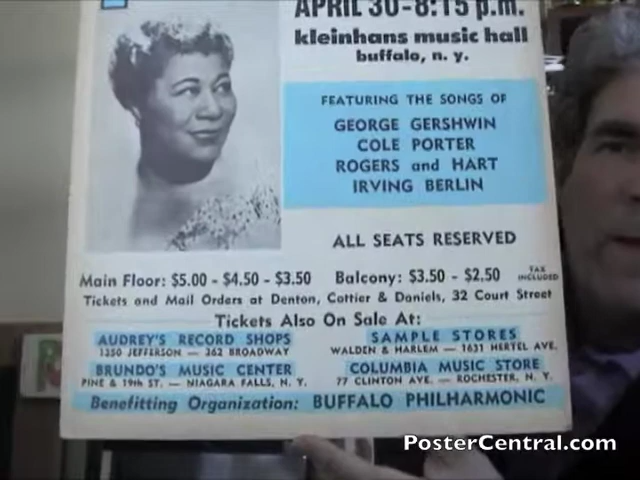 APRIL 30 - 8:15 p.m.
kleinhans music hall
buffalo, n. y.
FEATURING THE SONGS OF
GEORGE GERSHWIN
COLE PORTER
ROGERS and HART
IRVING BERLIN
ALL SEATS RESERVED
Main Floor: $5.00 - $4.50 - $3.50 Balcony: $3.50 - $2.50 TAX INCLUDED
Tickets and Mail Orders at Denton, Cottier & Daniels, 32 Court Street
Tickets Also On Sale At:
AUDREY'S RECORD SHOPS
1350 JEFFERSON — 362 BROADWAY
BRUNDO'S MUSIC CENTER
PINE & 19th ST. — NIAGARA FALLS, N. Y.
SAMPLE STORES
WALDEN & HARLEM — 1631 HERTEL AVE.
COLUMBIA MUSIC STORE
77 CLINTON AVE. — ROCHESTER, N. Y.
Benefitting Organization: BUFFALO PHILHARMONIC
PosterCentral.com